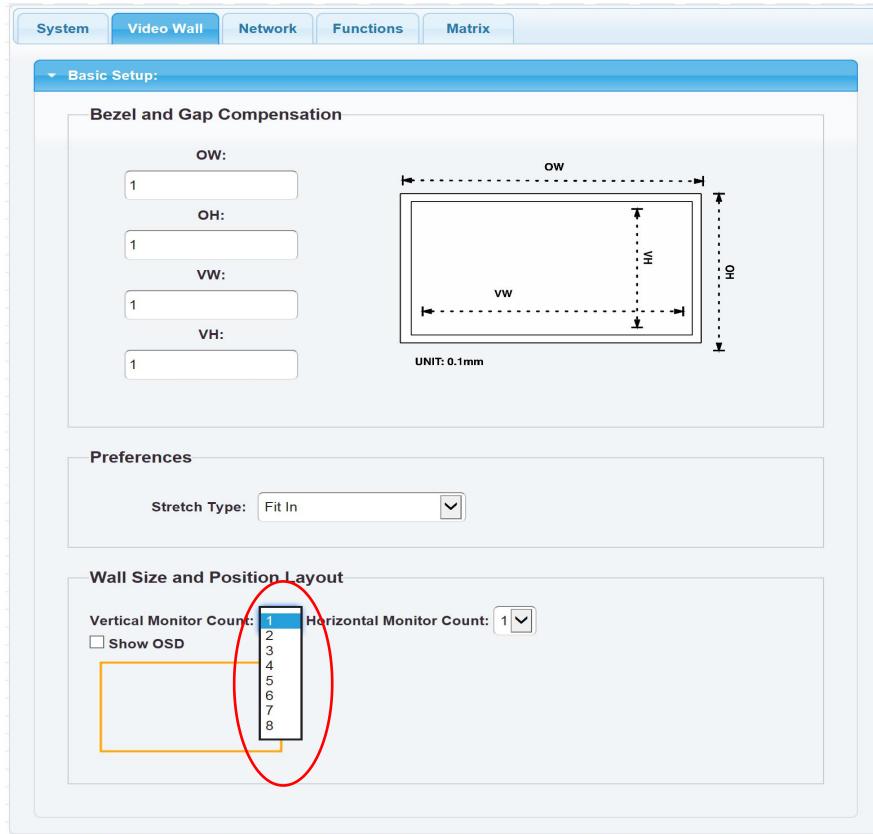 System Video Wall Network Functions Matrix
Basic Setup:
Bezel and Gap Compensation
OW:
1
OH:
1
VW:
1
VH:
1
OW
VH
OH
VW
UNIT: 0.1mm
Preferences
Stretch Type: Fit In
Wall Size and Position Layout
Vertical Monitor Count: 1 Horizontal Monitor Count: 1
2
Show OSD
3
4
5
6
7
8